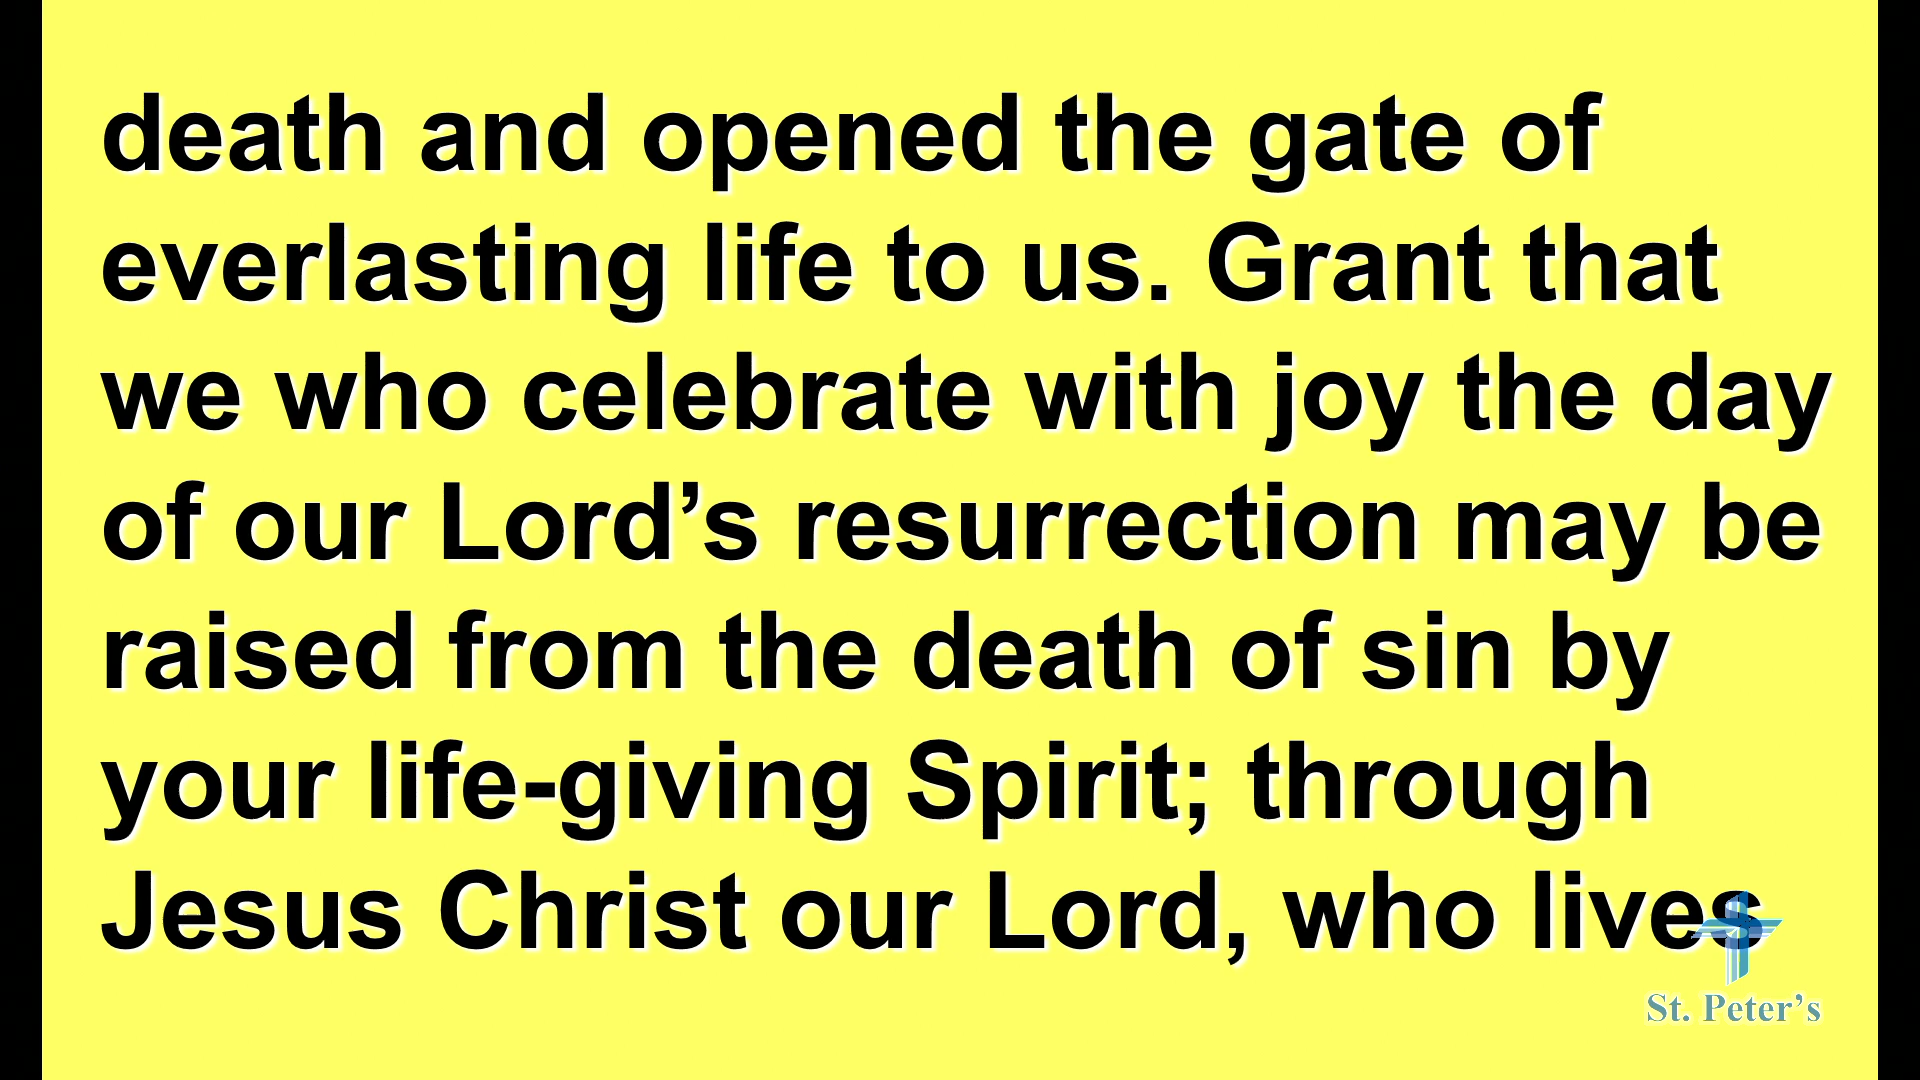 death and opened the gate of
everlasting life to us. Grant that
we who celebrate with joy the day
of our Lord’s resurrection may be
raised from the death of sin by
your life-giving Spirit; through
Jesus Christ our Lord, who lives
St. Peter’s